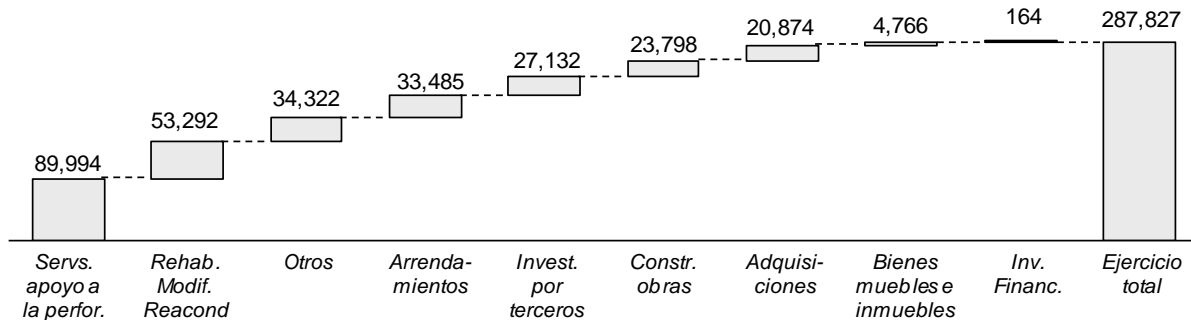 89,994
53,292
34,322
33,485
27,132
23,798
20,874
4,766
164
287,827
Servs.
apoyo a
la perfor.
Rehab.
Modif.
Reacond
Otros
Arrenda-
mientos
Invest.
por
terceros
Constr.
obras
Adquisi-
ciones
Bienes
muebles e
inmuebles
Inv.
Financ.
Ejercicio
total